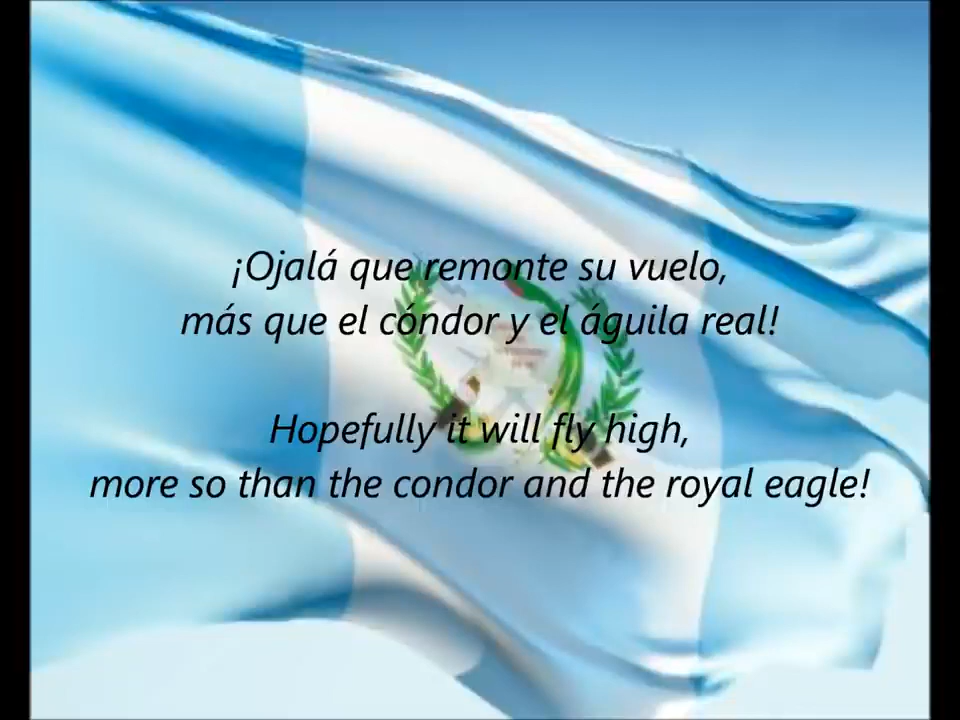 ¡Ojalá que remonte su vuelo,
más que el cóndor y el águila real!
Hopefully it will fly high,
more so than the condor and the royal eagle!